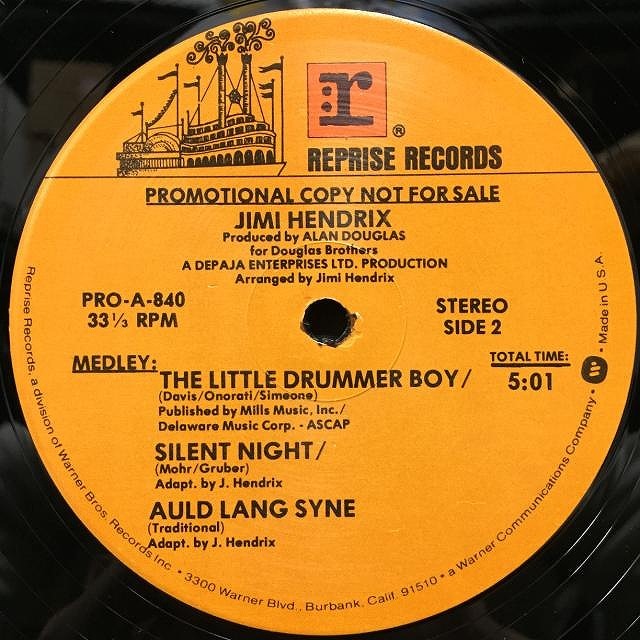 r
®
REPRISE RECORDS
PROMOTIONAL COPY NOT FOR SALE
JIMI HENDRIX
Produced by ALAN DOUGLAS
for Douglas Brothers
A DEPAJA ENTERPRISES LTD. PRODUCTION
Arranged by Jimi Hendrix
PRO-A-840
33 ⅓ RPM
STEREO
SIDE 2
MEDLEY:
TOTAL TIME:
THE LITTLE DRUMMER BOY/
5:01
(Davis/Onorati/Simeone)
Published by Mills Music, Inc./
Delaware Music Corp. - ASCAP
SILENT NIGHT/
(Mohr/Gruber)
Adapt. by J. Hendrix
AULD LANG SYNE
(Traditional)
Adapt. by J. Hendrix
Reprise Records, a division of Warner Bros. Records Inc • 3300 Warner Blvd., Burbank, Calif. 91510 • a Warner Communications Company • W • Made in U.S.A.